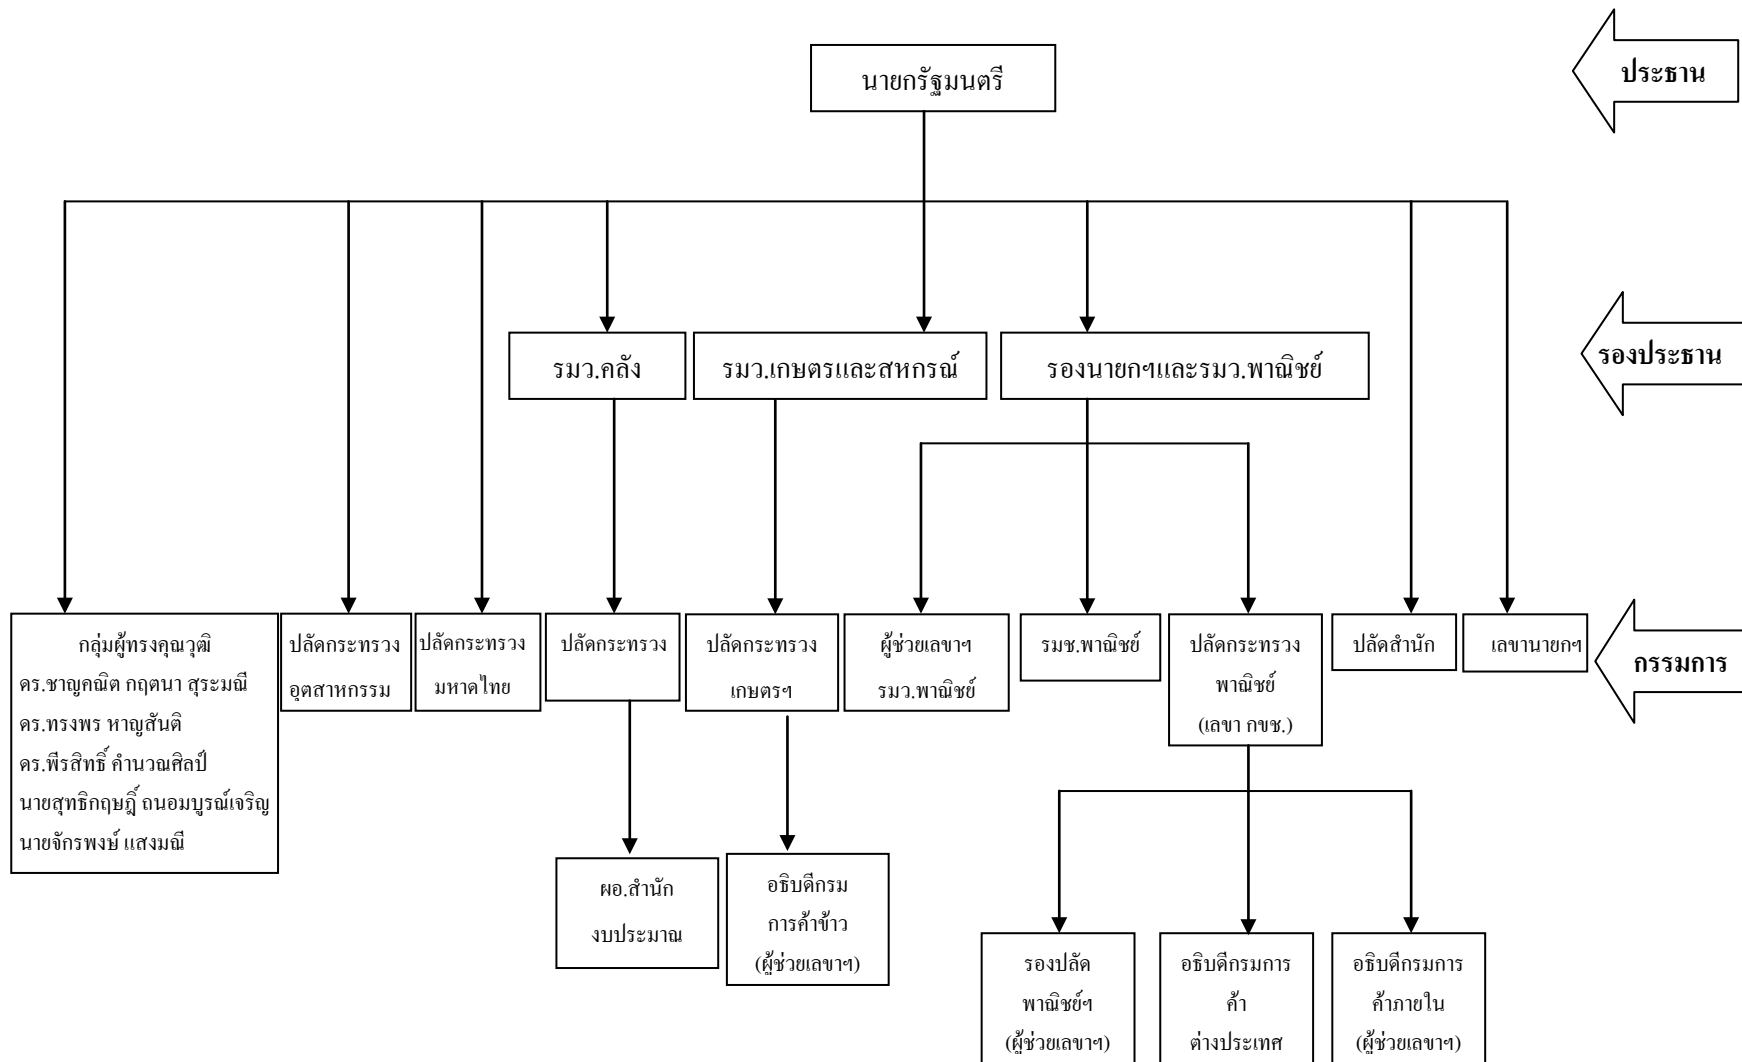 นายกรัฐมนตรี
ประธาน
รมว.คลัง
รมว.เกษตรและสหกรณ์
รองนายกฯและรมว.พาณิชย์
รองประธาน
กลุ่มผู้ทรงคุณวุฒิ
ดร.ชาญคณิต กฤตนา สุระมณี
ดร.ทรงพร หาญสันติ
ดร.พีรสิทธิ์ คำนวณศิลป์
นายสุทธิกฤษฎิ์ ถนอมบูรณ์เจริญ
นายจักรพงษ์ แสงมณี
ปลัดกระทรวง
อุตสาหกรรม
ปลัดกระทรวง
มหาดไทย
ปลัดกระทรวง
ปลัดกระทรวง
เกษตรฯ
ผู้ช่วยเลขาฯ
รมว.พาณิชย์
รมช.พาณิชย์
ปลัดกระทรวง
พาณิชย์
(เลขา กขช.)
ปลัดสำนัก
เลขานายกฯ
กรรมการ
ผอ.สำนัก
งบประมาณ
อธิบดีกรม
การค้าข้าว
(ผู้ช่วยเลขาฯ)
รองปลัด
พาณิชย์ฯ
(ผู้ช่วยเลขาฯ)
อธิบดีกรมการ
ค้า
ต่างประเทศ
อธิบดีกรมการ
ค้าภายใน
(ผู้ช่วยเลขาฯ)